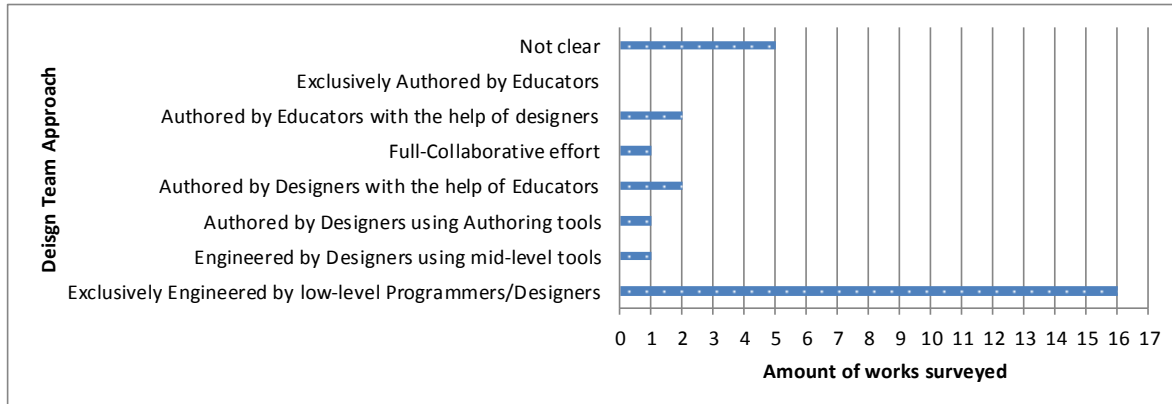 Deisgn Team Approach
Not clear
Exclusively Authored by Educators
Authored by Educators with the help of designers
Full-Collaborative effort
Authored by Designers with the help of Educators
Authored by Designers using Authoring tools
Engineered by Designers using mid-level tools
Exclusively Engineered by low-level Programmers/Designers
0 1 2 3 4 5 6 7 8 9 10 11 12 13 14 15 16 17
Amount of works surveyed